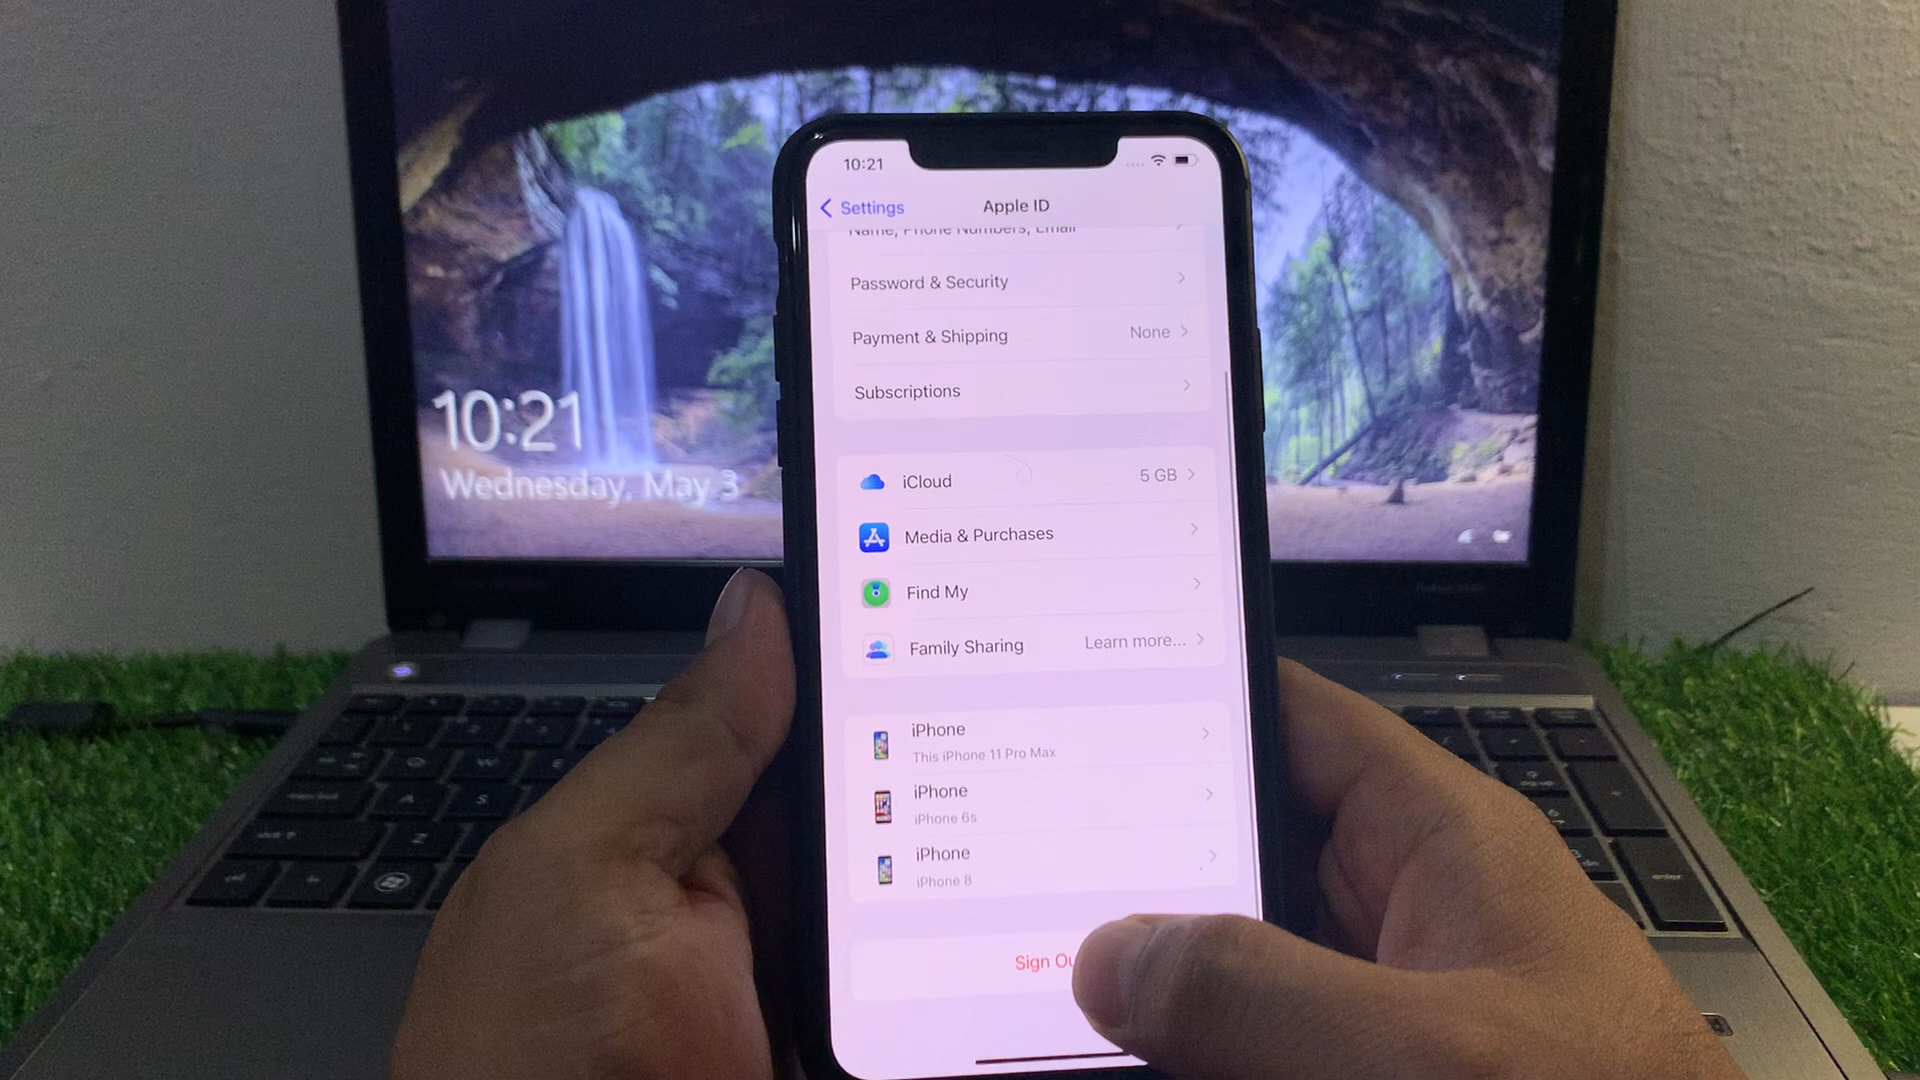 10:21
Settings
Apple ID
Name, Phone Numbers, Email
Password & Security
Payment & Shipping None
Subscriptions
iCloud 5 GB
Media & Purchases
Find My
Family Sharing Learn more...
iPhone
This iPhone 11 Pro Max
iPhone
iPhone 6s
iPhone
iPhone 8
Sign Ou
10:21
Wednesday, May 3
W
E
A
S
Z
enter